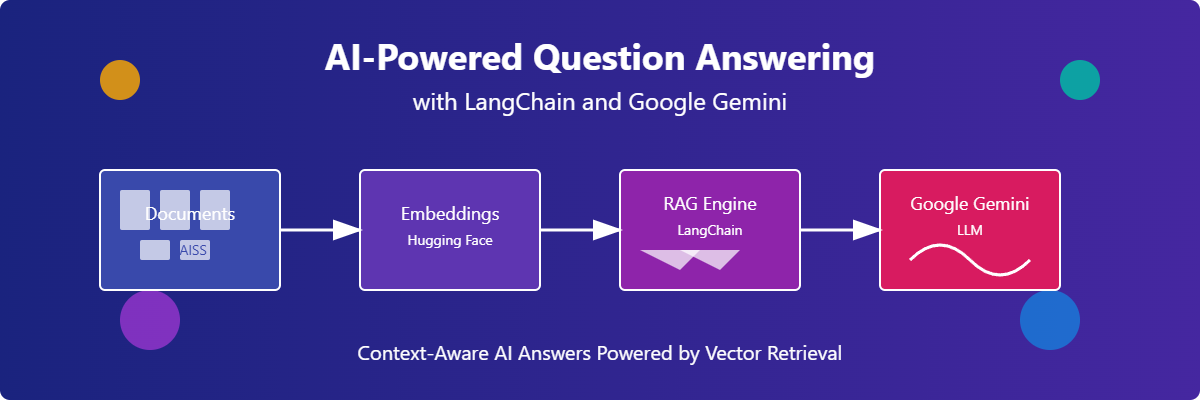 AI-Powered Question Answering
with LangChain and Google Gemini
Documents
AISS
Embeddings
Hugging Face
RAG Engine
LangChain
Google Gemini
LLM
Context-Aware AI Answers Powered by Vector Retrieval